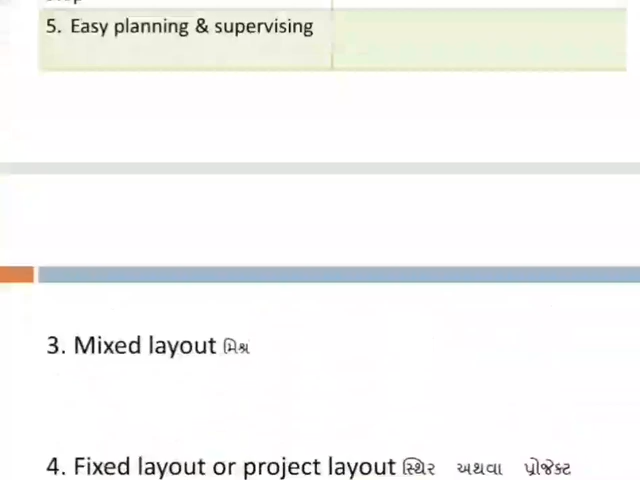 5. Easy planning & supervising
3. Mixed layout મિશ્ર
4. Fixed layout or project layout સ્થિર અથવા પ્રોજેક્ટ